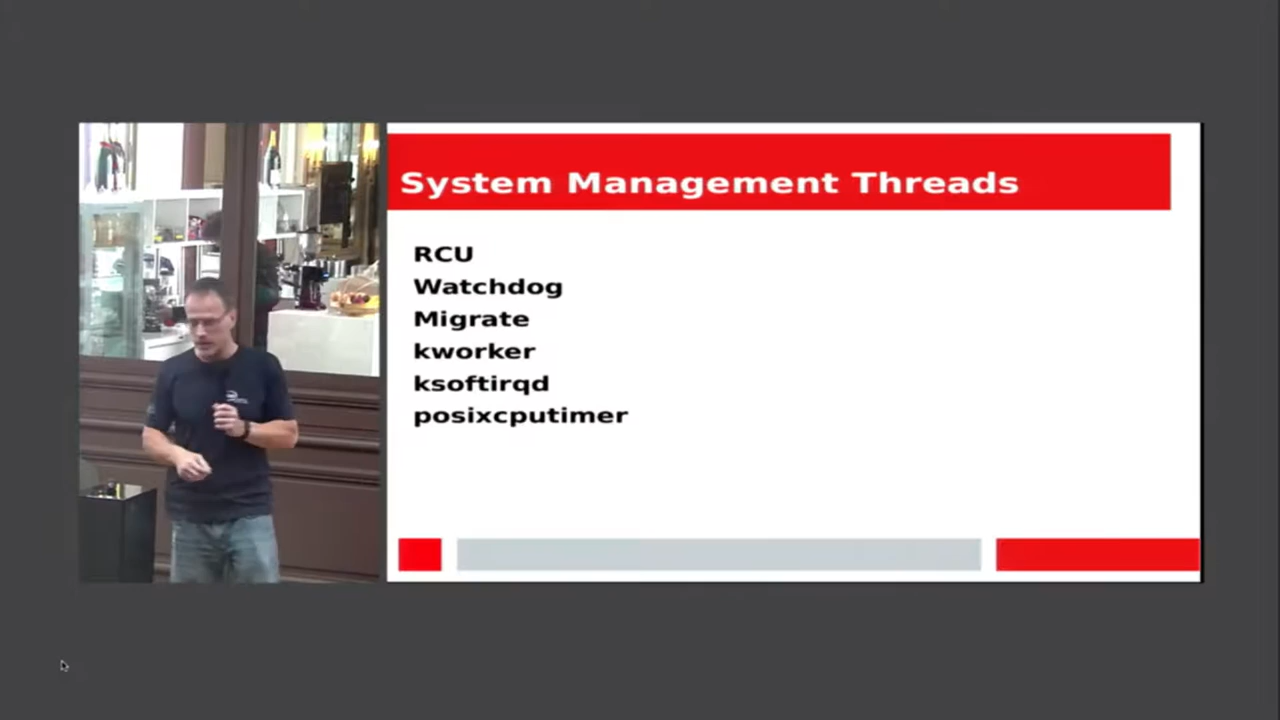 System Management Threads
RCU
Watchdog
Migrate
kworker
ksoftirqd
posixcputimer